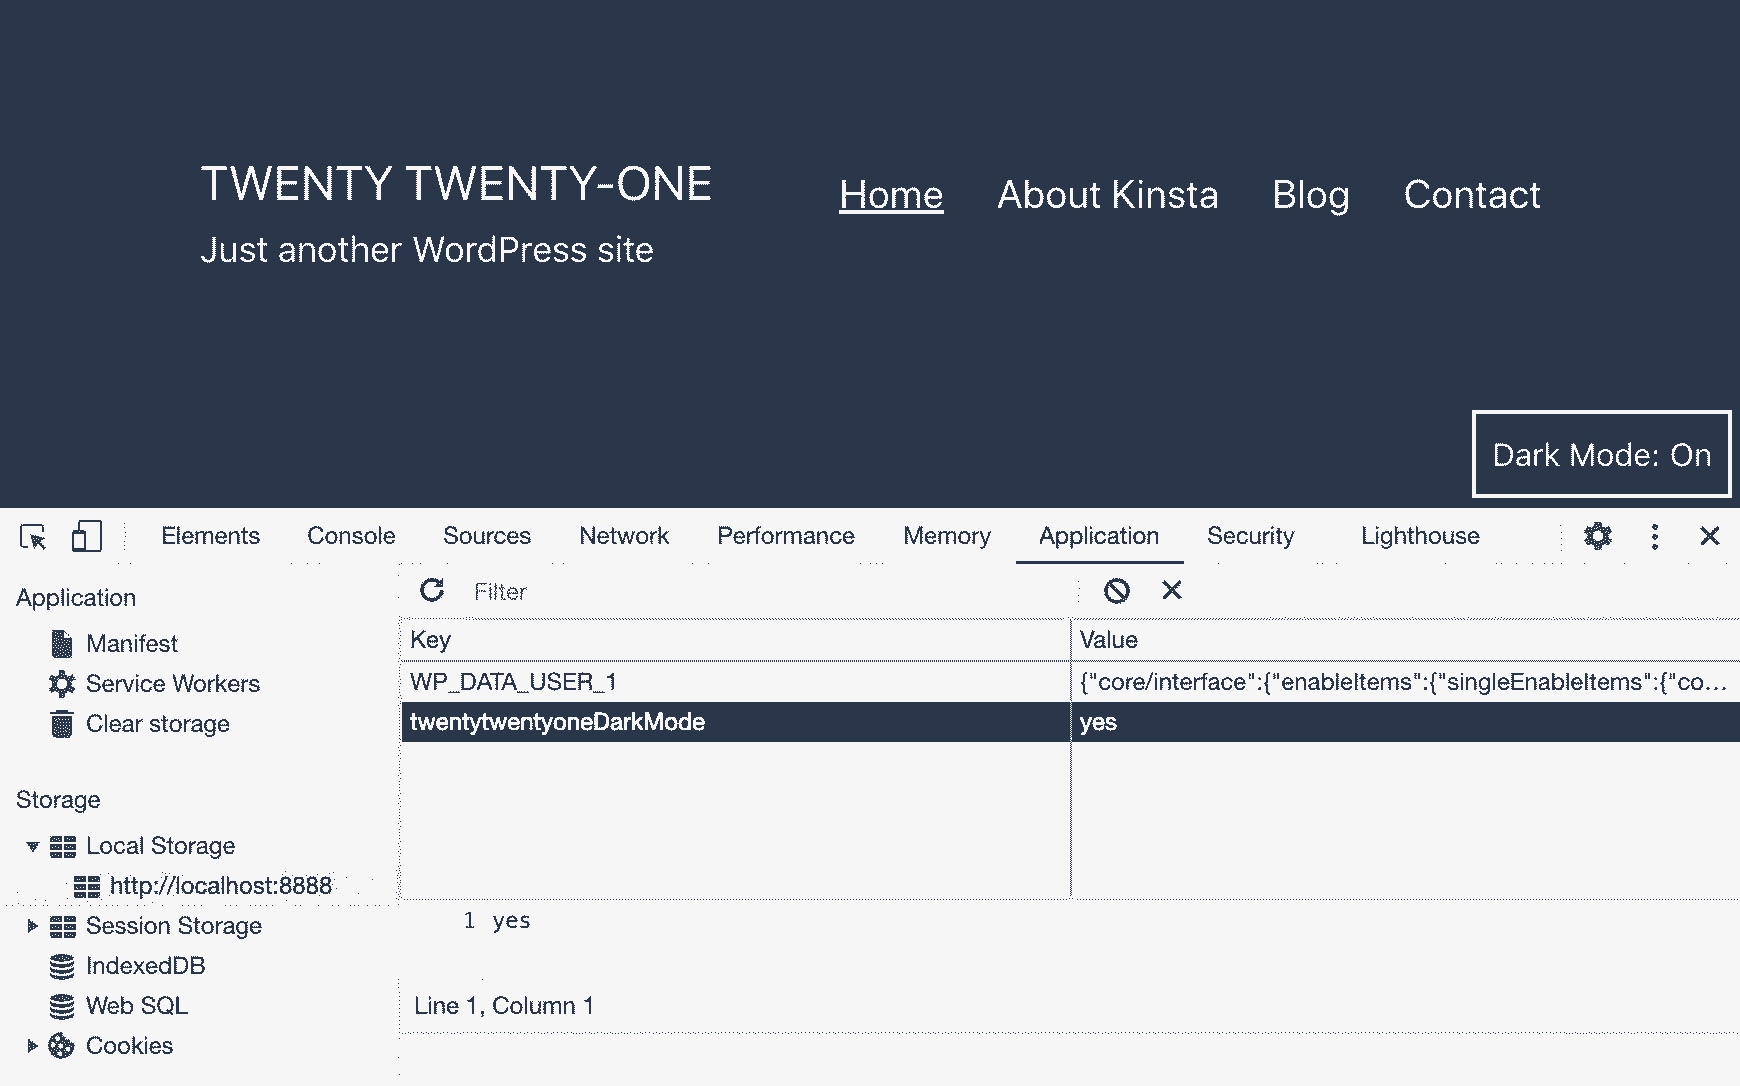 TWENTY TWENTY-ONE
Home About Kinsta Blog Contact
Just another WordPress site
Dark Mode: On
Elements Console Sources Network Performance Memory Application Security Lighthouse
Application
Manifest
Service Workers
Clear storage
Storage
Local Storage
http://localhost:8888
Session Storage
IndexedDB
Web SQL
Cookies
Filter
Key Value
WP_DATA_USER_1 {"core/interface":{"enableItems":{"singleEnableItems":{"co…
twentytwentyoneDarkMode yes
1 yes
Line 1, Column 1